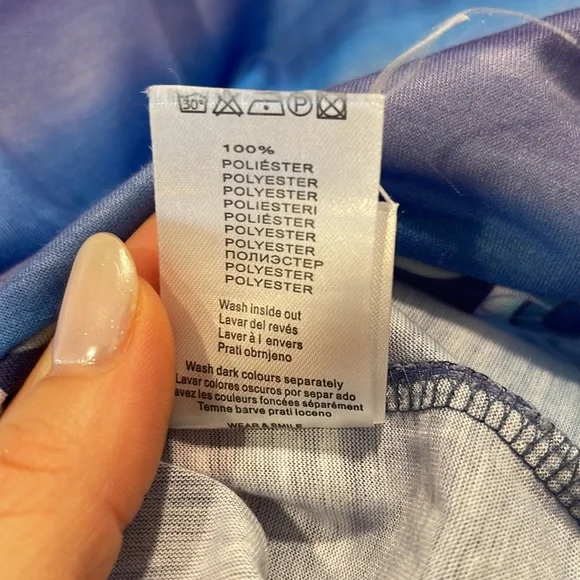 30°
P
100%
POLIÉSTER
POLYESTER
POLYESTER
POLIESTERI
POLIÉSTER
POLYESTER
POLYESTER
ПОЛИЭСТЕР
POLYESTER
POLYESTER
Wash inside out
Lavar del revés
Laver à l envers
Prati obrnjeno
Wash dark colours separately
Lavar colores oscuros por separ ado
avez les couleurs foncées séparément
Temne barve prati loceno
WEAR A SMILE